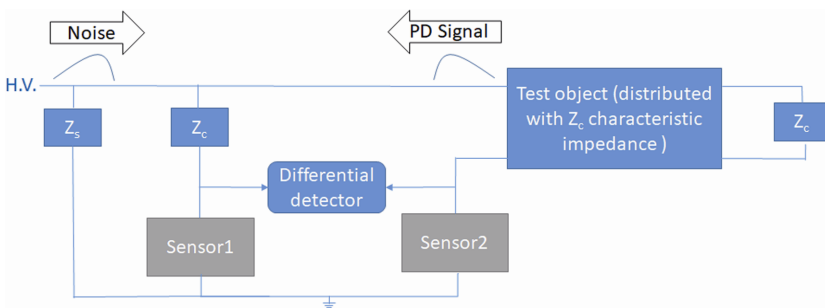 Noise
PD Signal
H.V.
Zs
Zc
Test object (distributed
with Zc characteristic
impedance )
Zc
Differential
detector
Sensor1
Sensor2